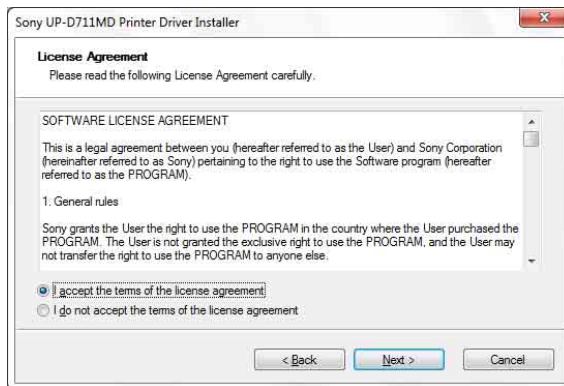 Sony UP-D711MD Printer Driver Installer
License Agreement
Please read the following License Agreement carefully.
SOFTWARE LICENSE AGREEMENT
This is a legal agreement between you (hereafter referred to as the User) and Sony Corporation
(hereinafter referred to as Sony) pertaining to the right to use the Software program (hereafter
referred to as the PROGRAM).
1. General rules
Sony grants the User the right to use the PROGRAM in the country where the User purchased the
PROGRAM. The User is not granted the exclusive right to use the PROGRAM, and the User may
not transfer the right to use the PROGRAM to anyone else.
I accept the terms of the license agreement
I do not accept the terms of the license agreement
< Back
Next >
Cancel